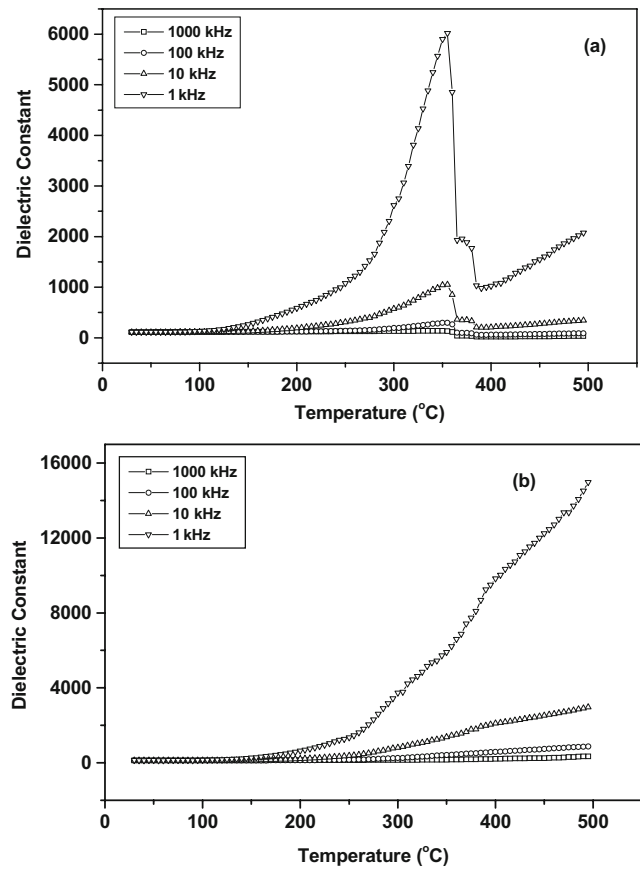 1000 kHz
100 kHz
10 kHz
1 kHz
(a)
Dielectric Constant
6000
5000
4000
3000
2000
1000
0
0 100 200 300 400 500
Temperature (°C)
1000 kHz
100 kHz
10 kHz
1 kHz
(b)
Dielectric Constant
16000
12000
8000
4000
0
0 100 200 300 400 500
Temperature (°C)